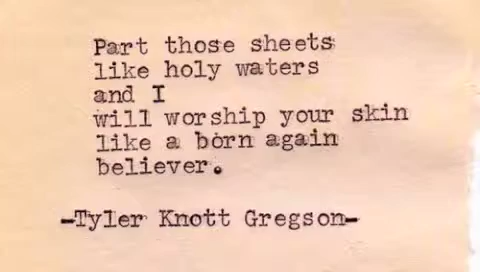 Part those sheets
like holy waters
and I
will worship your skin
like a born again
believer.
-Tyler Knott Gregson-